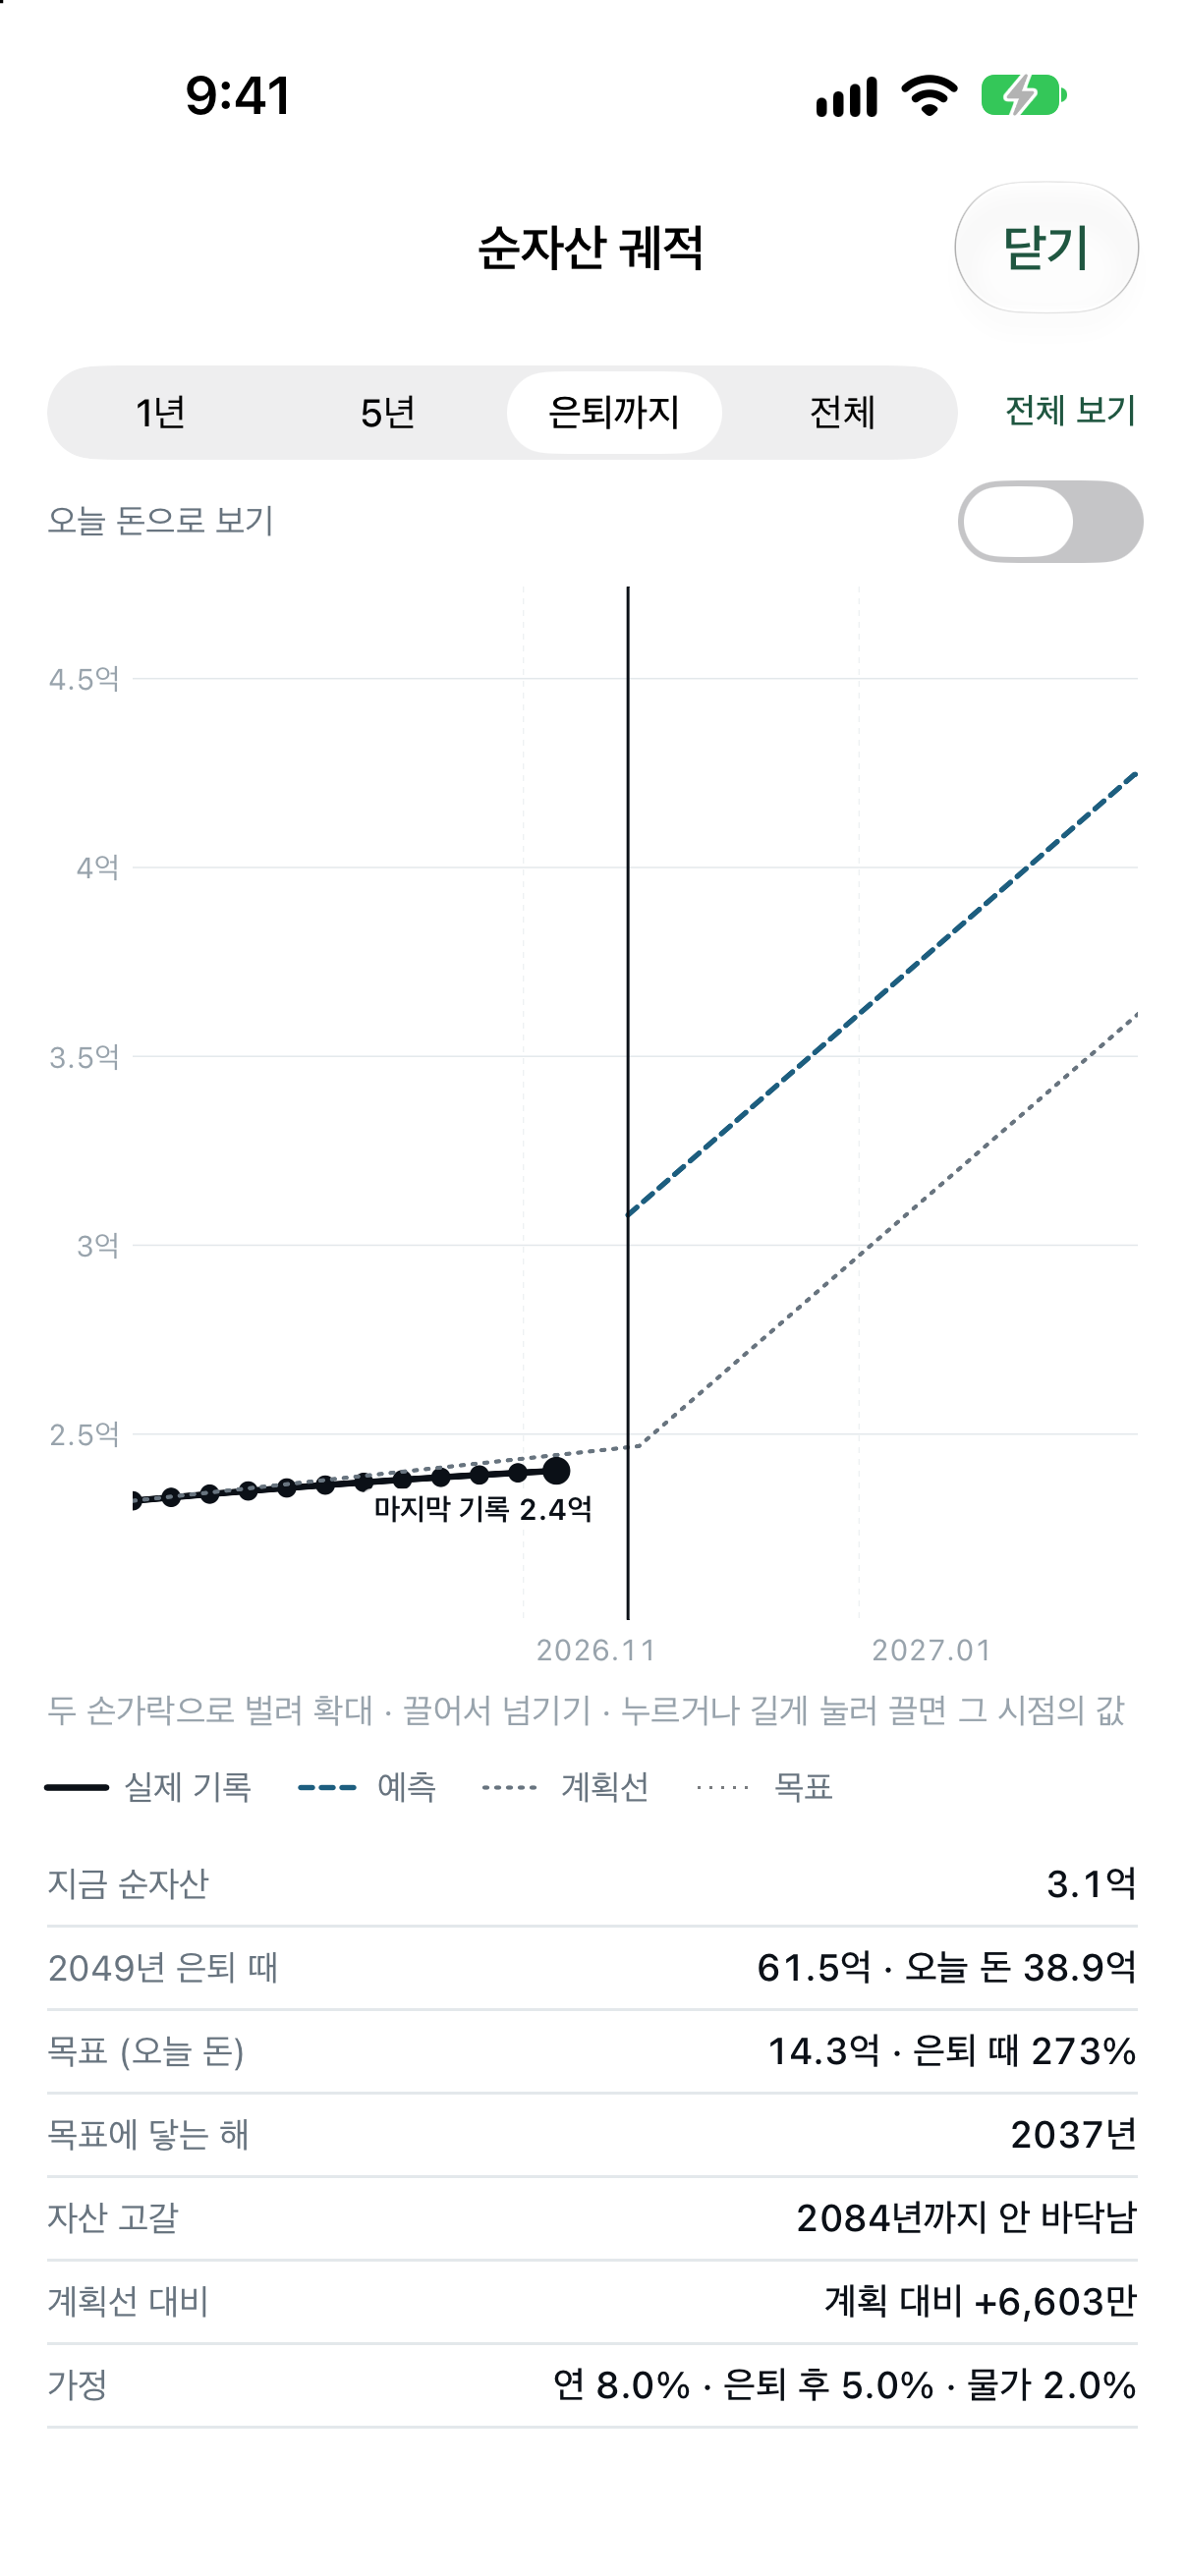 9:41
순자산 궤적
닫기
1년 5년 은퇴까지 전체 전체 보기
오늘 돈으로 보기
4.5억
4억
3.5억
3억
2.5억
마지막 기록 2.4억
2026.11 2027.01
두 손가락으로 벌려 확대 · 끌어서 넘기기 · 누르거나 길게 눌러 끌면 그 시점의 값
실제 기록 예측 계획선 목표
지금 순자산 3.1억
2049년 은퇴 때 61.5억 · 오늘 돈 38.9억
목표 (오늘 돈) 14.3억 · 은퇴 때 273%
목표에 닿는 해 2037년
자산 고갈 2084년까지 안 바닥남
계획선 대비 계획 대비 +6,603만
가정 연 8.0% · 은퇴 후 5.0% · 물가 2.0%